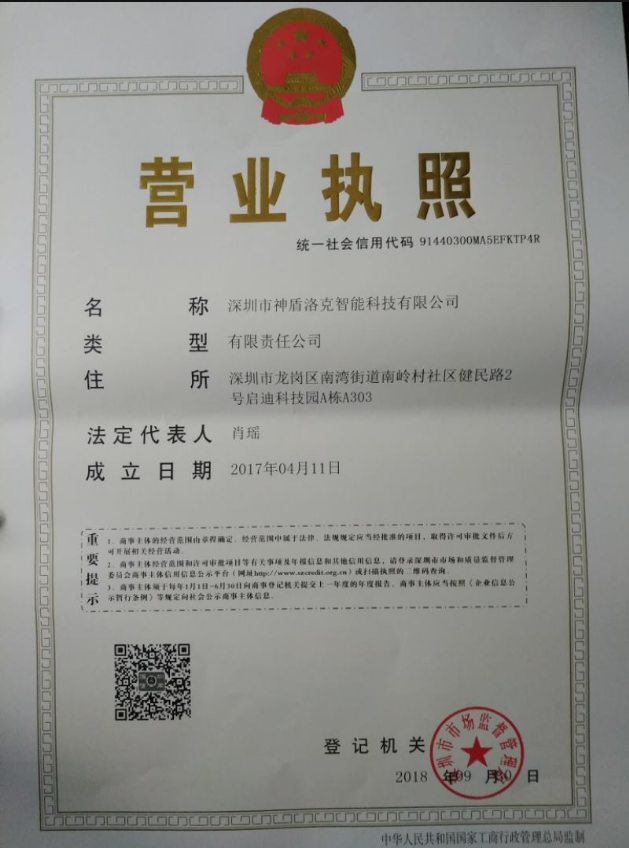 营业执照
统一社会信用代码 91440300MA5EFKTP4R
名称 深圳市神盾洛克智能科技有限公司
类型 有限责任公司
住所 深圳市龙岗区南湾街道南岭村社区健民路2
号启迪科技园A栋A303
法定代表人 肖瑶
成立日期 2017年04月11日
重要提示
1、商事主体的经营范围由章程确定。经营范围中属于法律、法规规定应当经批准的项目,取得许可审批文件后方
可开展相关经营活动。
2、商事主体经营范围和许可审批项目等有关事项及年报信息和其他信用信息,请登录深圳市市场和质量监督管理
委员会商事主体信用信息公示平台(网址http://www.szcredit.org.cn)或扫描执照的二维码查询。
3、商事主体须于每年1月1日-6月30日向商事登记机关提交上一年度的年度报告。商事主体应当按照《企业信息公
示暂行条例》等规定向社会公示商事主体信息。
登记机关
深圳市市场监督管理局
2018 年 09 月 日
中华人民共和国国家工商行政管理总局监制